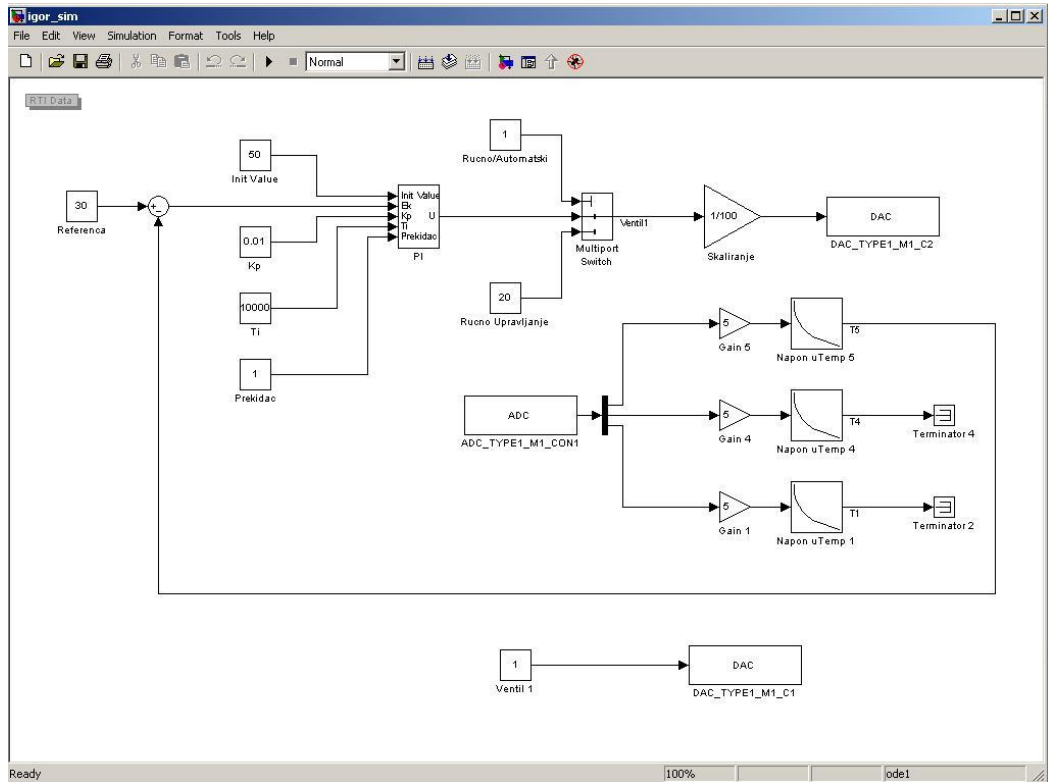 igor_sim
File Edit View Simulation Format Tools Help
Normal
RTI Data
1
Rucno/Automatski
50
Init Value
30
Referenca
Init Value
Ek
Kp
Ti
Prekidac
U
PI
0.01
Kp
10000
Ti
1
Prekidac
Multiport
Switch
Ventil1
1/100
Skaliranje
DAC
DAC_TYPE1_M1_C2
20
Rucno Upravljanje
5
Gain 5
Napon uTemp 5
T5
ADC
ADC_TYPE1_M1_CON1
5
Gain 4
Napon uTemp 4
T4
Terminator 4
5
Gain 1
Napon uTemp 1
T1
Terminator 2
1
Ventil 1
DAC
DAC_TYPE1_M1_C1
Ready
100%
ode1